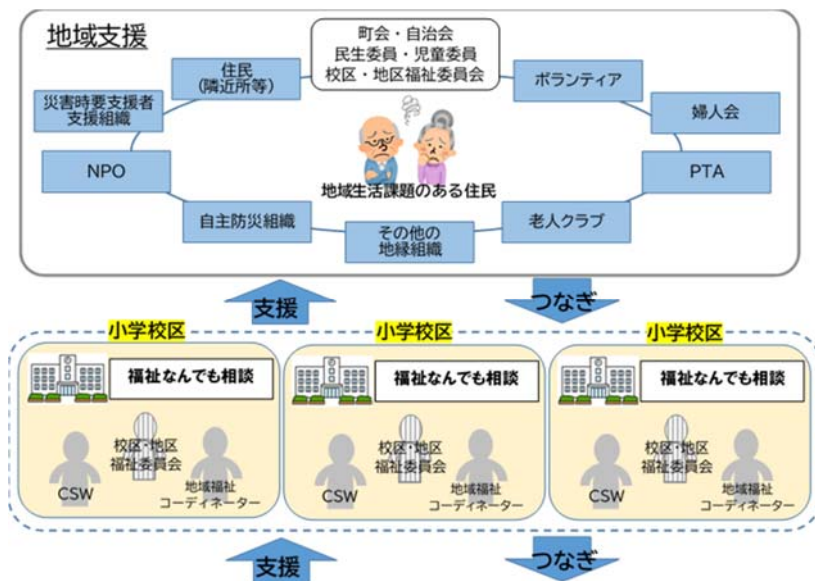 地域支援
町会・自治会
民生委員・児童委員
校区・地区福祉委員会
住民
(隣近所等)
ボランティア
災害時要支援者
支援組織
婦人会
NPO
PTA
地域生活課題のある住民
自主防災組織
老人クラブ
その他の
地縁組織
支援
つなぎ
小学校区
福祉なんでも相談
校区・地区
福祉委員会
CSW
地域福祉
コーディネーター
小学校区
福祉なんでも相談
校区・地区
福祉委員会
CSW
地域福祉
コーディネーター
小学校区
福祉なんでも相談
校区・地区
福祉委員会
CSW
地域福祉
コーディネーター
支援
つなぎ